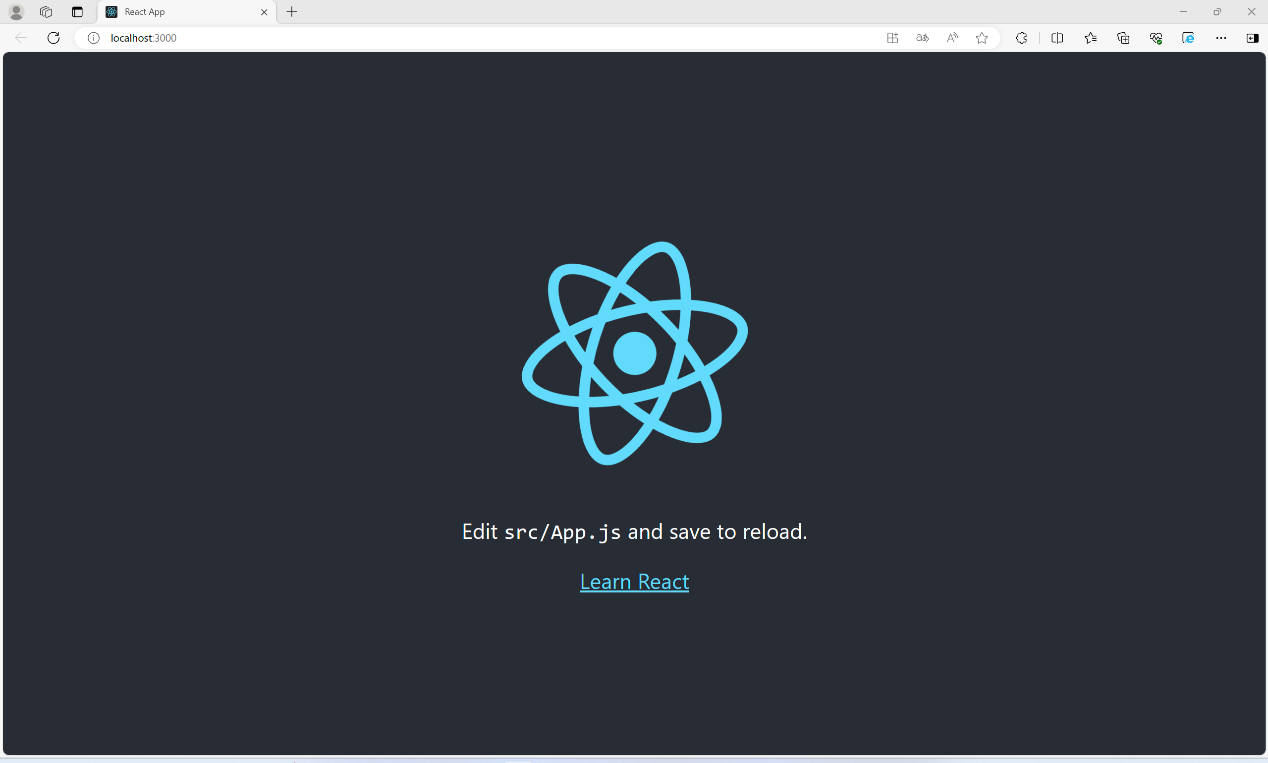 React App
localhost:3000
Edit src/App.js and save to reload.
Learn React